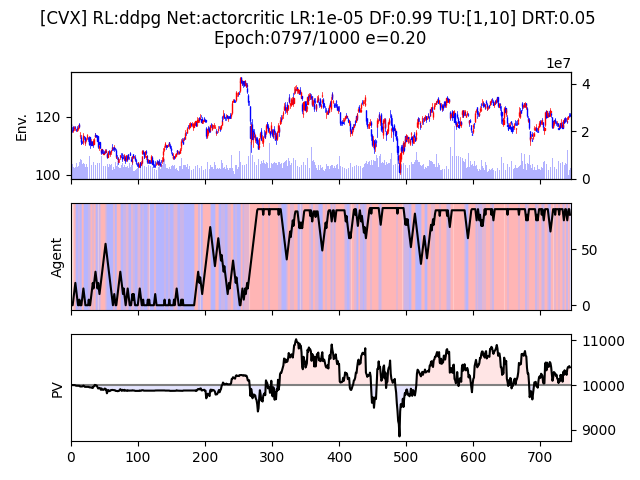 [CVX] RL:ddpg Net:actorcritic LR:1e-05 DF:0.99 TU:[1,10] DRT:0.05
Epoch:0797/1000 e=0.20
1e7
Env.
120
100
4
2
0
Agent
50
0
PV
11000
10000
9000
0 100 200 300 400 500 600 700